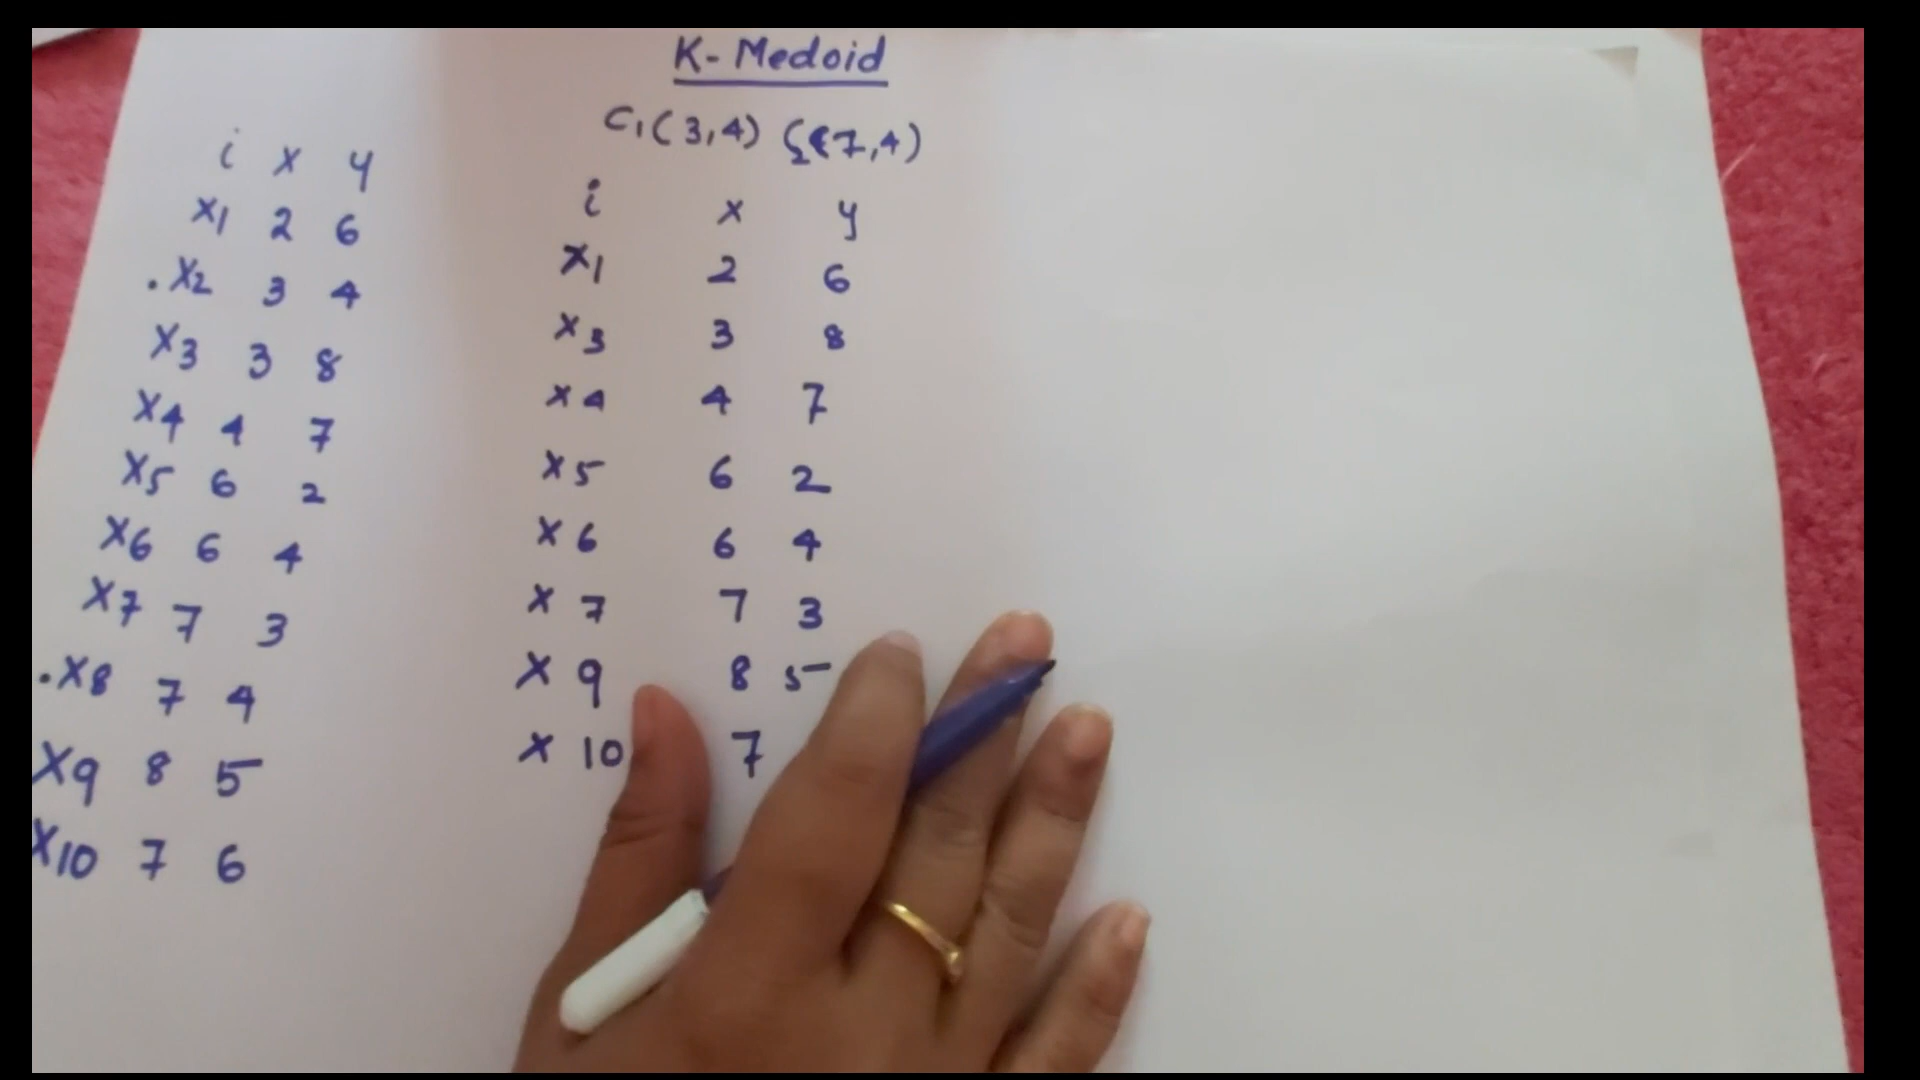 K-Medoid
C1(3,4) C2(7,4)
i x y
X1 2 6
.X2 3 4
X3 3 8
X4 4 7
X5 6 2
X6 6 4
X7 7 3
.X8 7 4
X9 8 5
X10 7 6
i x y
X1 2 6
X3 3 8
X4 4 7
X5 6 2
X6 6 4
X7 7 3
X9 8 5
X10 7